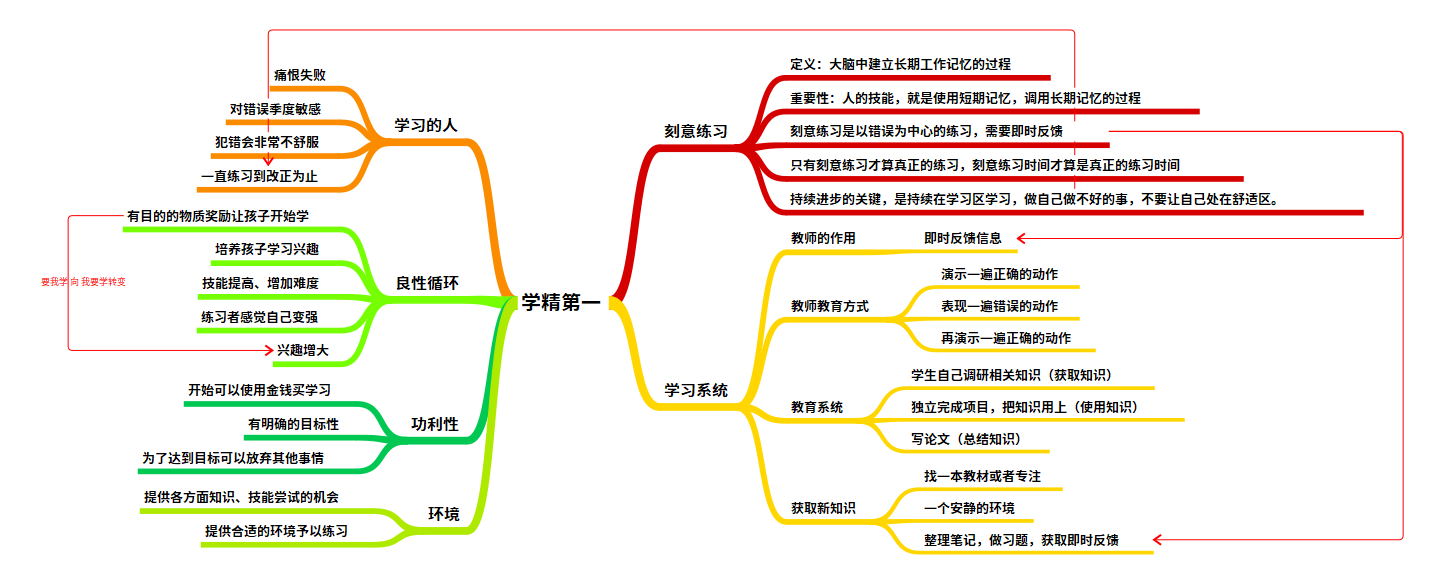 学精第一
刻意练习
定义：大脑中建立长期工作记忆的过程
重要性：人的技能，就是使用短期记忆，调用长期记忆的过程
刻意练习是以错误为中心的练习，需要即时反馈
只有刻意练习才算真正的练习，刻意练习时间才算是真正的练习时间
持续进步的关键，是持续在学习区学习，做自己做不好的事，不要让自己处在舒适区。
学习系统
教师的作用
即时反馈信息
教师教育方式
演示一遍正确的动作
表现一遍错误的动作
再演示一遍正确的动作
教育系统
学生自己调研相关知识（获取知识）
独立完成项目，把知识用上（使用知识）
写论文（总结知识）
获取新知识
找一本教材或者专注
一个安静的环境
整理笔记，做习题，获取即时反馈
学习的人
痛恨失败
对错误季度敏感
犯错会非常不舒服
一直练习到改正为止
良性循环
有目的的物质奖励让孩子开始学
培养孩子学习兴趣
技能提高、增加难度
练习者感觉自己变强
兴趣增大
要我学 向 我要学转变
功利性
开始可以使用金钱买学习
有明确的目标性
为了达到目标可以放弃其他事情
环境
提供各方面知识、技能尝试的机会
提供合适的环境予以练习